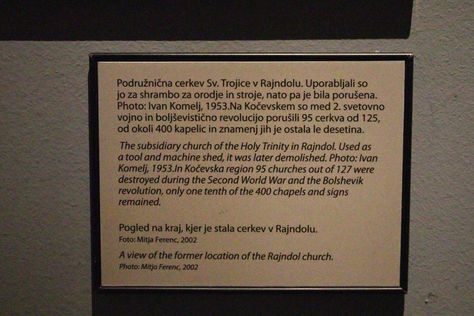 Podružnična cerkev Sv. Trojice v Rajndolu. Uporabljali so
jo za shrambo za orodje in stroje, nato pa je bila porušena.
Photo: Ivan Komelj, 1953.Na Kočevskem so med 2. svetovno
vojno in boljševistično revolucijo porušili 95 cerkva od 125,
od okoli 400 kapelic in znamenj jih je ostala le desetina.
The subsidiary church of the Holy Trinity in Rajndol. Used as
a tool and machine shed, it was later demolished. Photo: Ivan
Komelj, 1953.In Kočevska region 95 churches out of 127 were
destroyed during the Second World War and the Bolshevik
revolution, only one tenth of the 400 chapels and signs
remained.
Pogled na kraj, kjer je stala cerkev v Rajndolu.
Foto: Mitja Ferenc, 2002
A view of the former location of the Rajndol church.
Photo: Mitja Ferenc, 2002